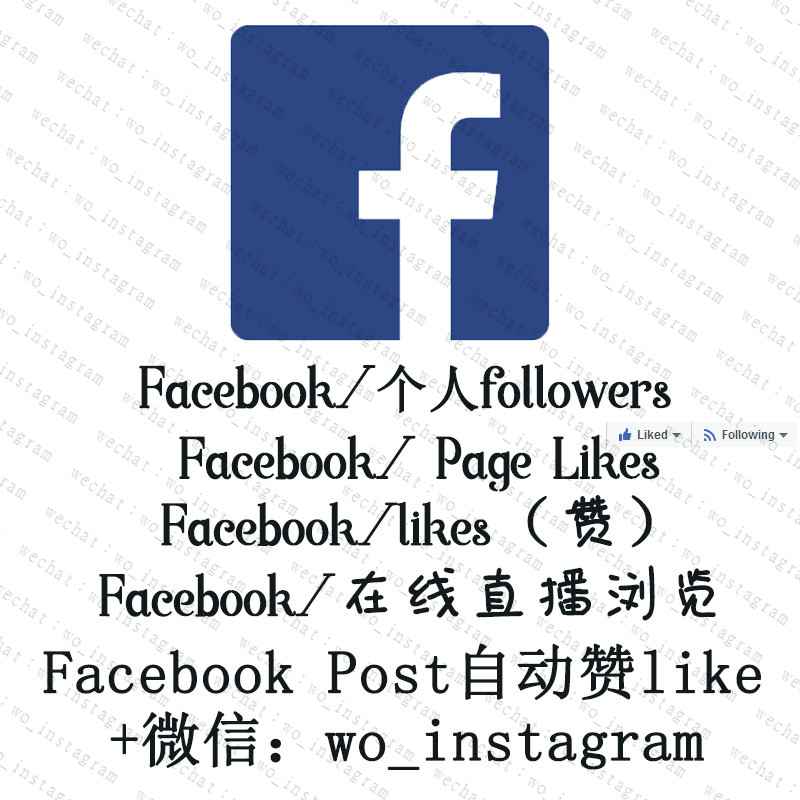 Facebook/个人followers
Liked Following
Facebook/ Page Likes
Facebook/likes（赞）
Facebook/在线直播浏览
Facebook Post自动赞like
+微信：wo_instagram
wechat：wo_instagram